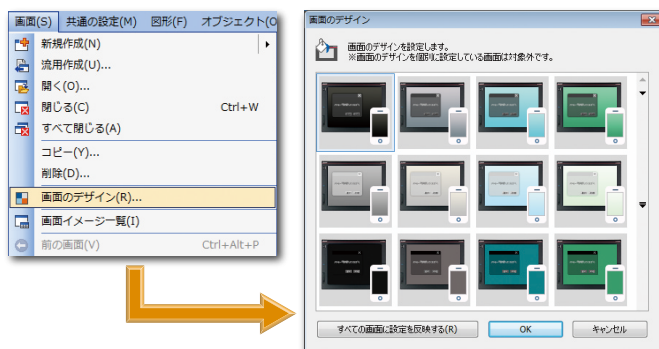 画面(S) 共通の設定(M) 図形(F) オブジェクト(O
新規作成(N)
流用作成(U)...
開く(O)...
閉じる(C) Ctrl+W
すべて閉じる(A)
コピー(Y)...
削除(D)...
画面のデザイン(R)...
画面イメージ一覧(I)
前の画面(V) Ctrl+Alt+P
画面のデザイン
画面のデザインを設定します。
※画面のデザインを個別に設定している画面は対象外です。
すべての画面に設定を反映する(R) OK キャンセル